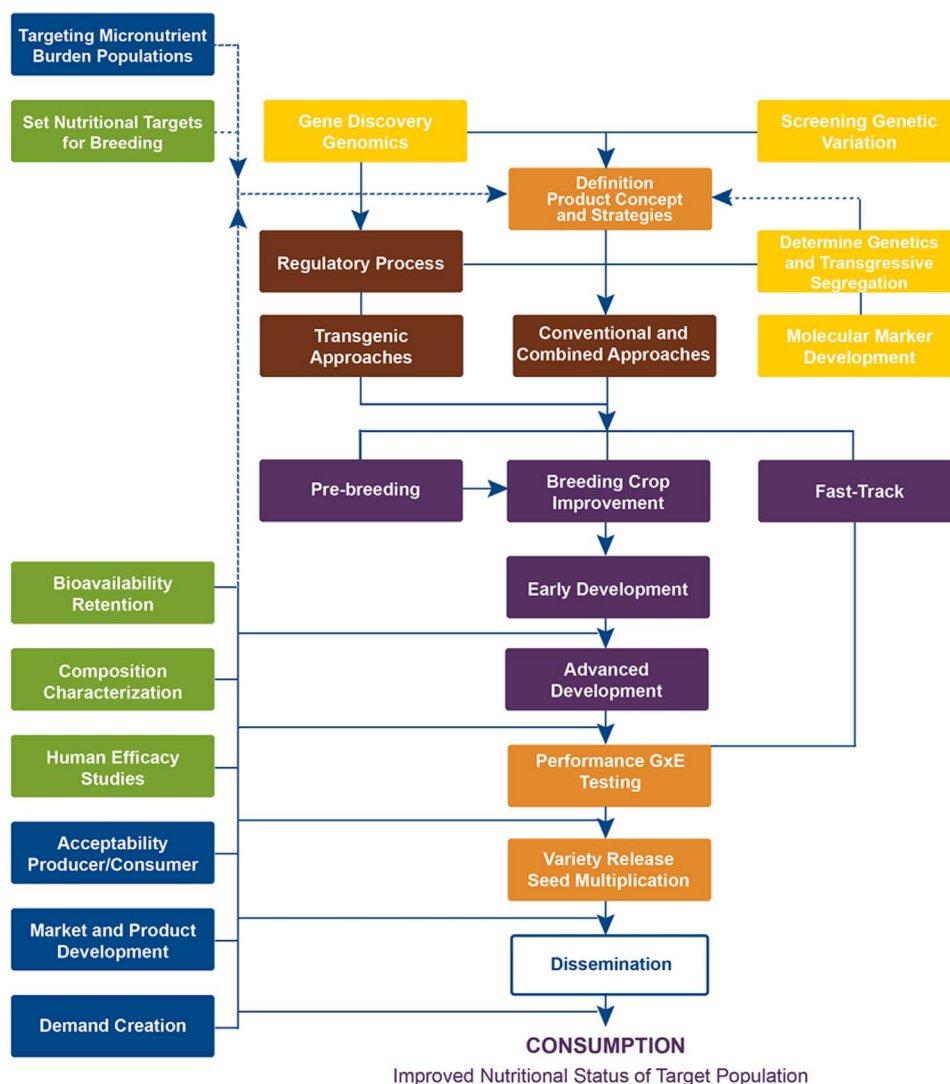 Targeting Micronutrient
Burden Populations
Set Nutritional Targets
for Breeding
Gene Discovery
Genomics
Screening Genetic
Variation
Definition
Product Concept
and Strategies
Regulatory Process
Determine Genetics
and Transgressive
Segregation
Transgenic
Approaches
Conventional and
Combined Approaches
Molecular Marker
Development
Pre-breeding
Breeding Crop
Improvement
Fast-Track
Bioavailability
Retention
Early Development
Composition
Characterization
Advanced
Development
Human Efficacy
Studies
Performance GxE
Testing
Acceptability
Producer/Consumer
Variety Release
Seed Multiplication
Market and Product
Development
Dissemination
Demand Creation
CONSUMPTION
Improved Nutritional Status of Target Population